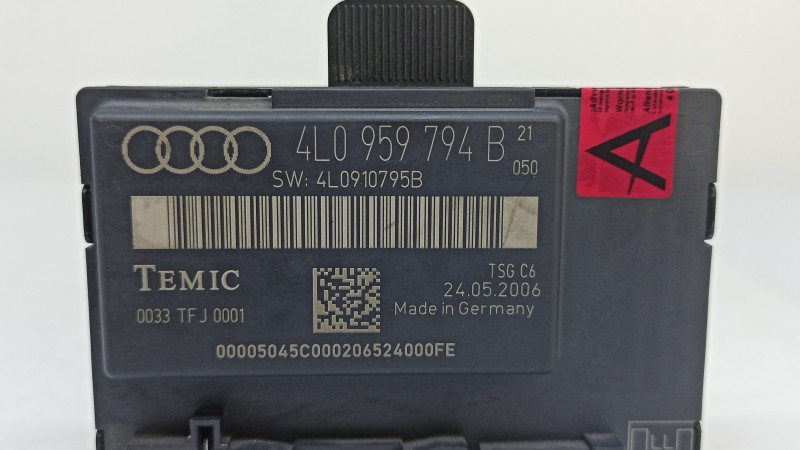 4L0 959 794 B 21
050
SW: 4L0910795B
TEMIC
TSG C6
24.05.2006
0033 TFJ 0001
Made in Germany
00005045C000206524000FE
A